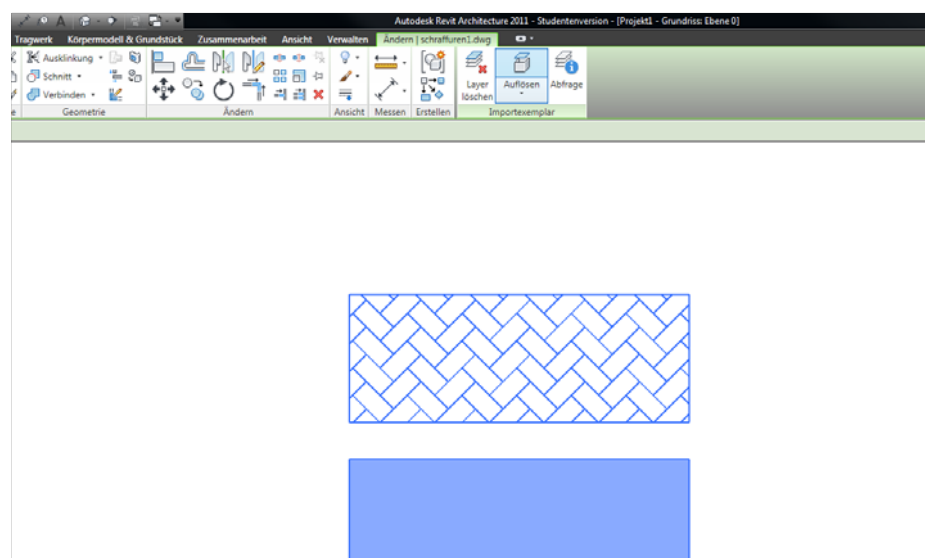 Autodesk Revit Architecture 2011 - Studentenversion - [Projekt1 - Grundriss: Ebene 0]
Tragwerk Körpermodell & Grundstück Zusammenarbeit Ansicht Verwalten Ändern | schraffuren1.dwg
Ausklinkung
Schnitt
Verbinden
Layer löschen
Auflösen
Abfrage
Geometrie Ändern Ansicht Messen Erstellen Importexemplar